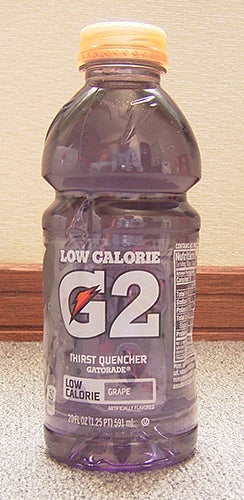 LOW CALORIE
G2
THIRST QUENCHER
GATORADE®
LOW
CALORIE
GRAPE
ARTIFICIALLY FLAVORED
20 FL OZ (1.25 PT) 591 mL
Nutrition